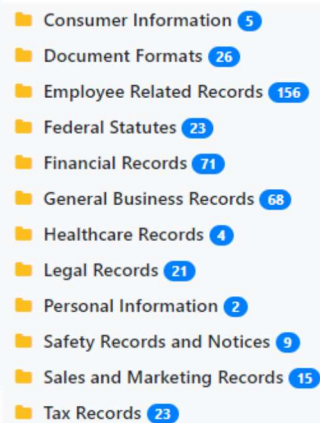 Consumer Information 5
Document Formats 26
Employee Related Records 156
Federal Statutes 23
Financial Records 71
General Business Records 68
Healthcare Records 4
Legal Records 21
Personal Information 2
Safety Records and Notices 9
Sales and Marketing Records 15
Tax Records 23